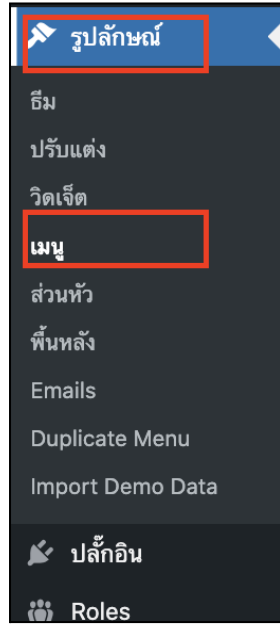 รูปลักษณ์
ธีม
ปรับแต่ง
วิดเจ็ต
เมนู
ส่วนหัว
พื้นหลัง
Emails
Duplicate Menu
Import Demo Data
ปลั๊กอิน
Roles